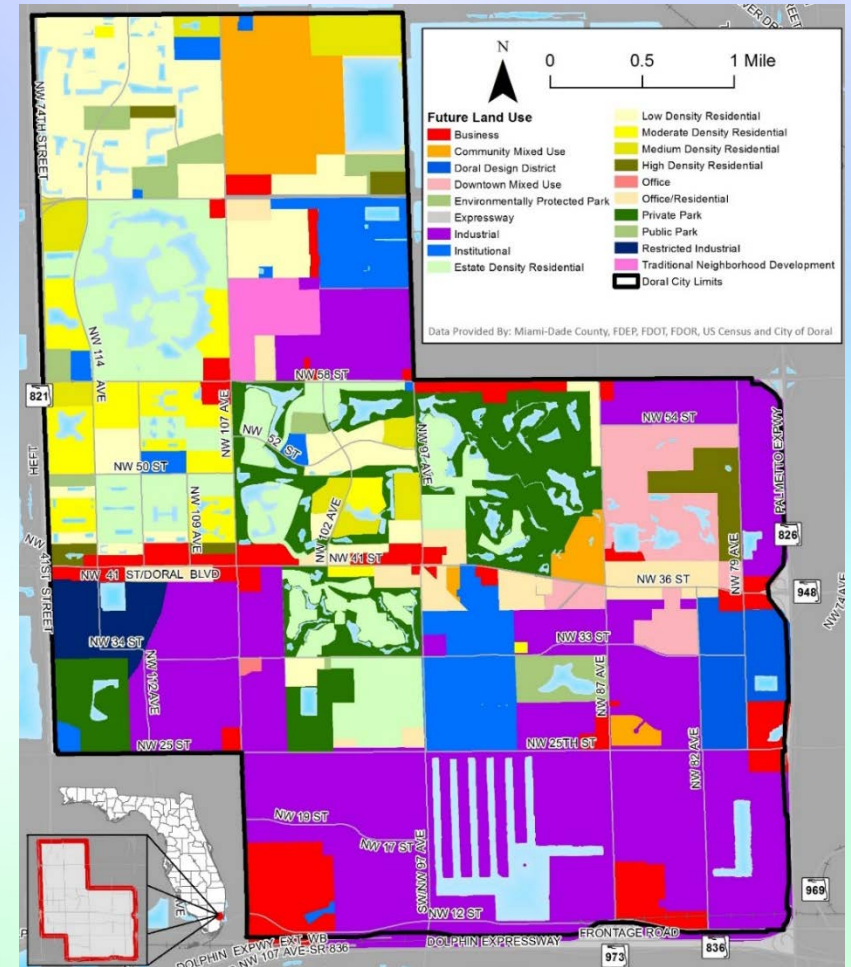 N
0 0.5 1 Mile
Future Land Use
Business
Community Mixed Use
Doral Design District
Downtown Mixed Use
Environmentally Protected Park
Expressway
Industrial
Institutional
Estate Density Residential
Low Density Residential
Moderate Density Residential
Medium Density Residential
High Density Residential
Office
Office/Residential
Private Park
Public Park
Restricted Industrial
Traditional Neighborhood Development
Doral City Limits
Data Provided By: Miami-Dade County, FDEP, FDOT, FDOR, US Census and City of Doral
NW 74TH STREET
NW 114 AVE
NW 58 ST
821
NW 107 AVE
NW 52 ST
NW 97 AVE
NW 54 ST
PALMETTO EXPWY
HEFT
NW 50 ST
NW 109 AVE
NW 102 AVE
NW 79 AVE
826
NW 41ST STREET
NW 41 ST
NW 41 ST/DORAL BLVD
NW 36 ST
948
NW 74 AVE
NW 34 ST
NW 33 ST
NW 112 AVE
NW 87 AVE
NW 25 ST
NW 25TH ST
NW 82 AVE
NW 19 ST
NW 17 ST
SW/NW 97 AVE
969
NW 12 ST
AVE
DOLPHIN EXPWY EXT WB
NW 107 AVE-SR 836
DOLPHIN EXPRESSWAY
FRONTAGE ROAD
973
836